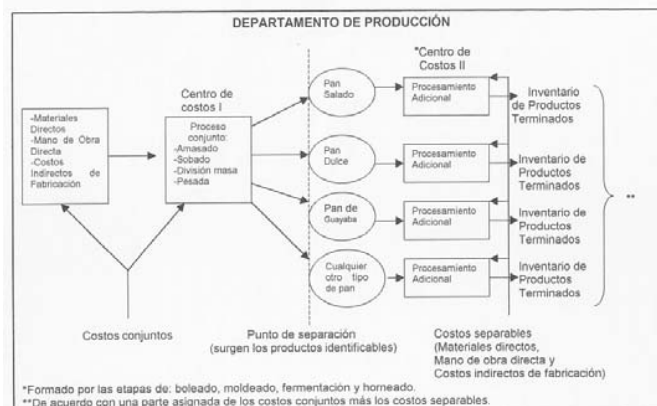 DEPARTAMENTO DE PRODUCCIÓN
*Centro de
Costos II
Centro de
costos I
-Materiales
Directos
-Mano de Obra
Directa
-Costos
Indirectos de
Fabricación
Proceso
conjunto:
-Amasado
-Sobado
-División masa
-Pesada
Pan
Salado
Procesamiento
Adicional
Inventario
de Productos
Terminados
Pan
Dulce
Procesamiento
Adicional
Inventario de
Productos
Terminados
Pan de
Guayaba
Procesamiento
Adicional
Inventario de
Productos
Terminados
Cualquier
otro tipo
de pan
Procesamiento
Adicional
Inventario de
Productos
Terminados
**
Costos conjuntos
Punto de separación
(surgen los productos identificables)
Costos separables
(Materiales directos,
Mano de obra directa y
Costos indirectos de fabricación)
*Formado por las etapas de: boleado, moldeado, fermentación y horneado.
**De acuerdo con una parte asignada de los costos conjuntos más los costos separables.